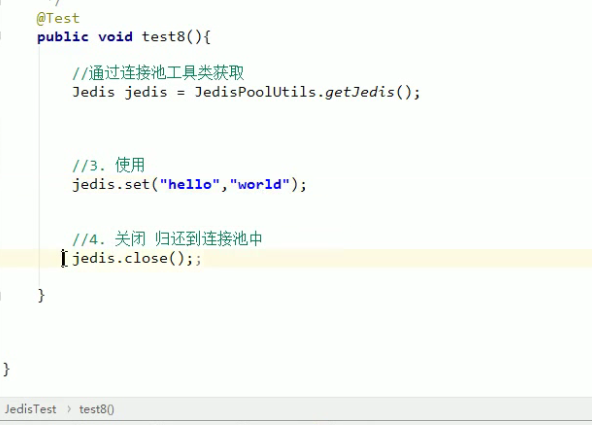 */
@Test
public void test8(){
//通过连接池工具类获取
Jedis jedis = JedisPoolUtils.getJedis();
//3. 使用
jedis.set("hello","world");
//4. 关闭 归还到连接池中
jedis.close();;
}
}
JedisTest › test8()